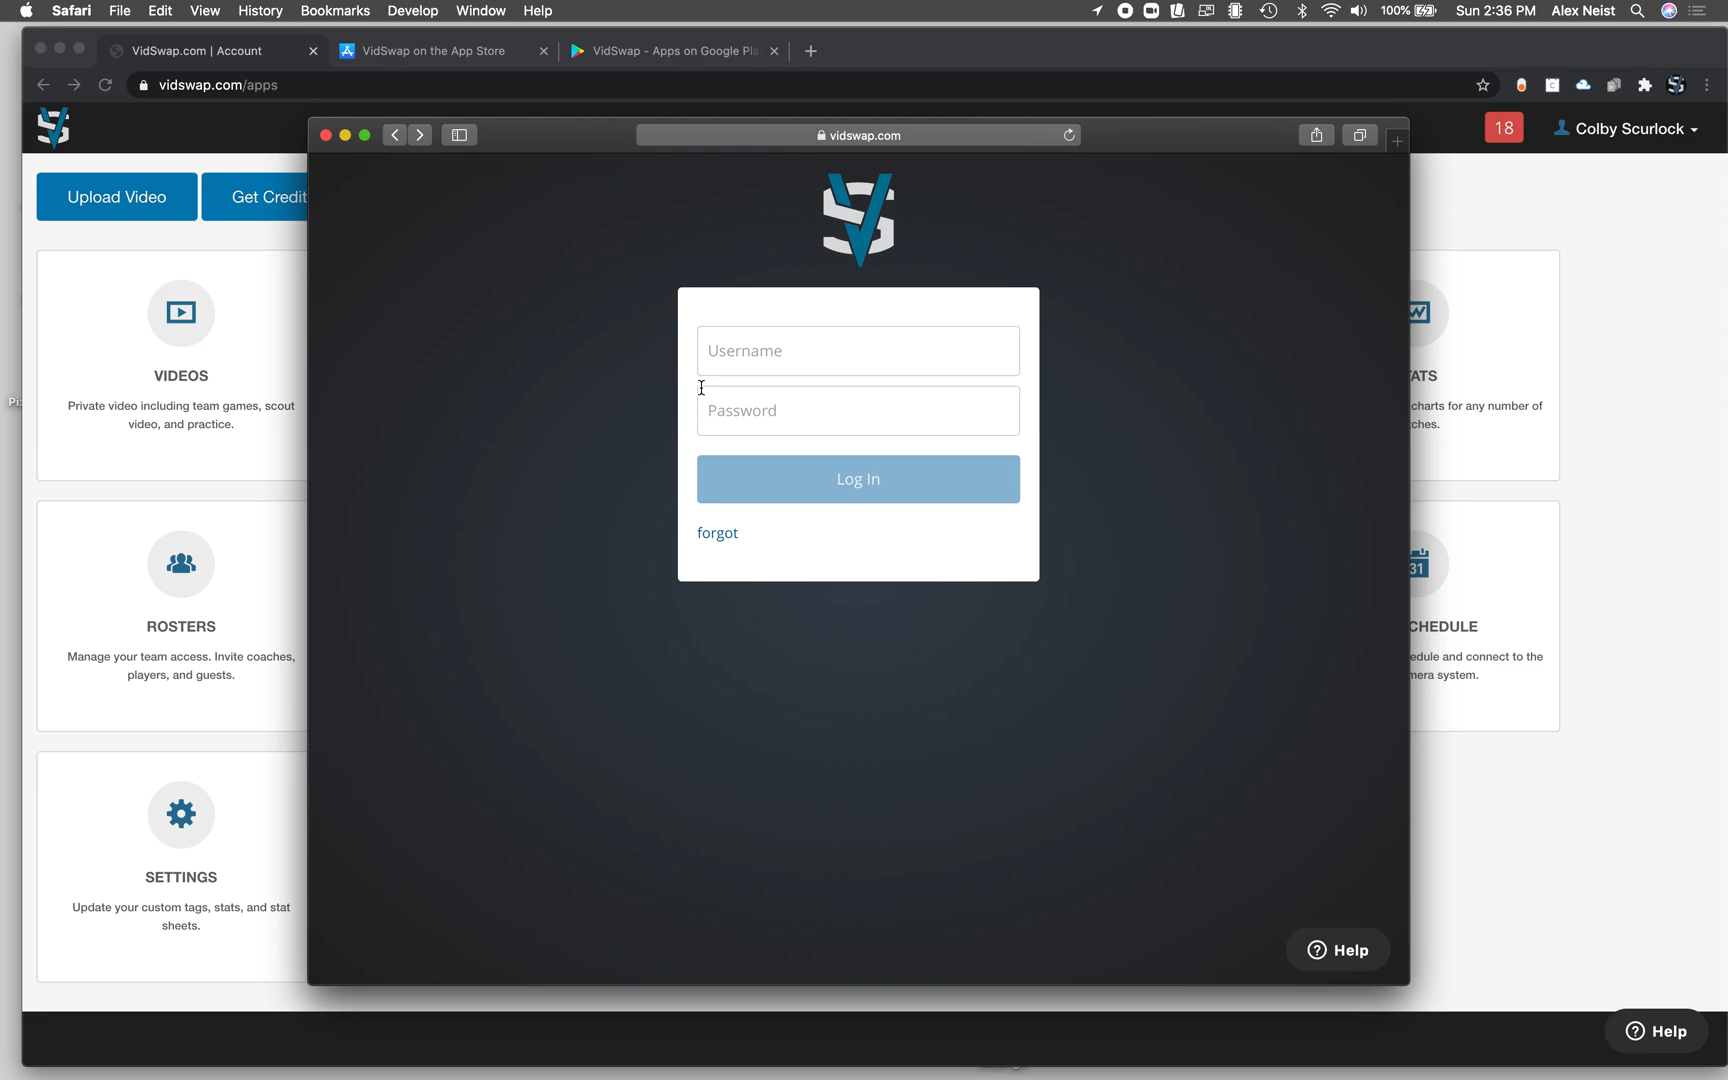 Safari File Edit View History Bookmarks Develop Window Help 100% Sun 2:36 PM Alex Neist
VidSwap.com | Account VidSwap on the App Store VidSwap - Apps on Google Pla
vidswap.com/apps
18 Colby Scurlock
vidswap.com
Upload Video Get Credit
Username
Password
Log In
forgot
VIDEOS
Private video including team games, scout
video, and practice.
ATS
charts for any number of
ches.
ROSTERS
Manage your team access. Invite coaches,
players, and guests.
CHEDULE
edule and connect to the
mera system.
31
SETTINGS
Update your custom tags, stats, and stat
sheets.
Help
Help